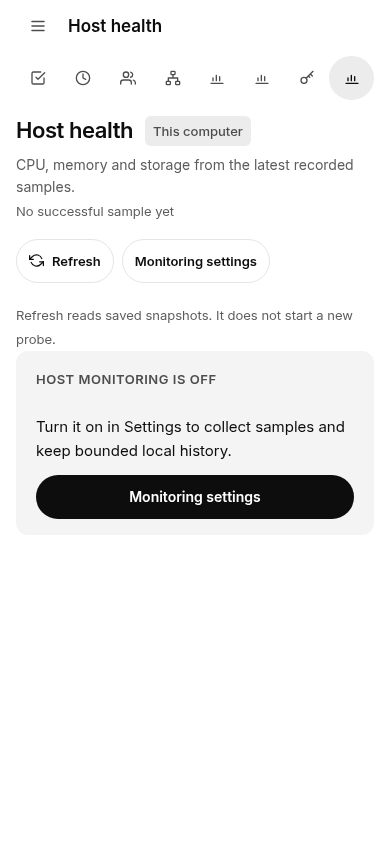 Host health
Host health
This computer
CPU, memory and storage from the latest recorded
samples.
No successful sample yet
Refresh
Monitoring settings
Refresh reads saved snapshots. It does not start a new
probe.
HOST MONITORING IS OFF
Turn it on in Settings to collect samples and
keep bounded local history.
Monitoring settings